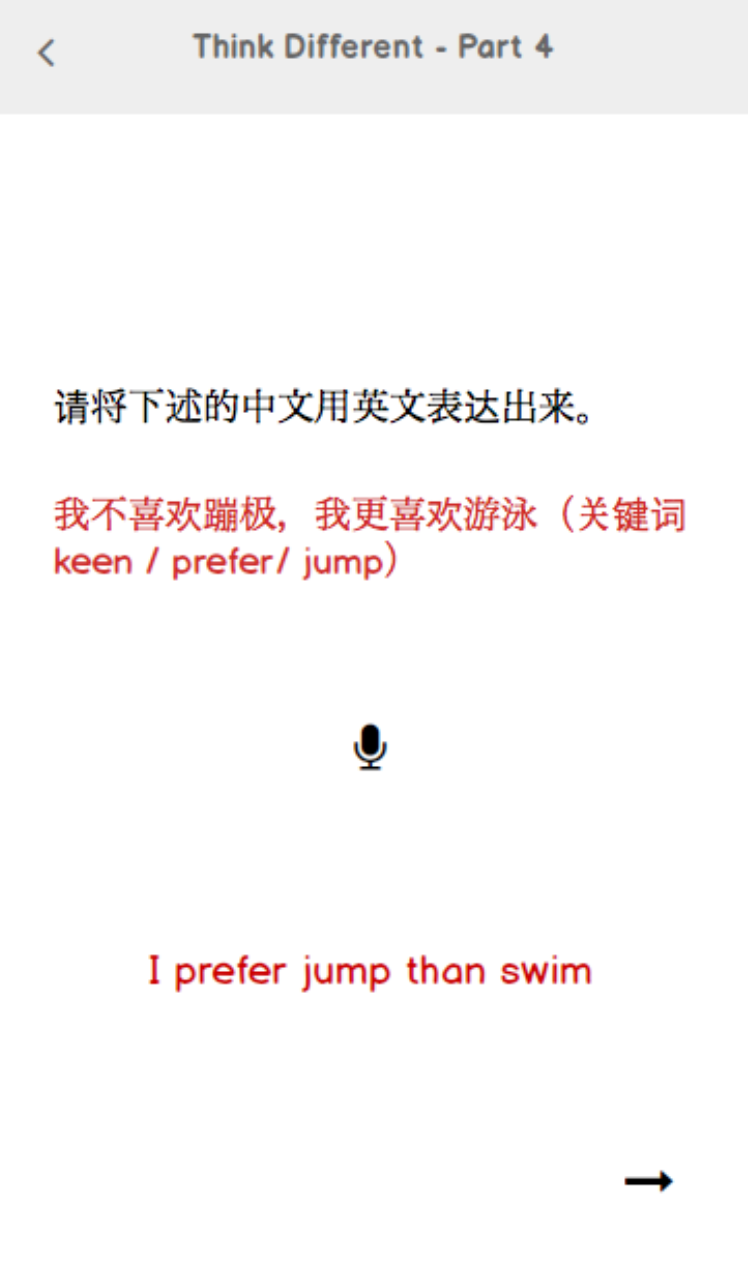 Think Different - Part 4
请将下述的中文用英文表达出来。
我不喜欢蹦极，我更喜欢游泳（关键词
keen / prefer/ jump）
I prefer jump than swim